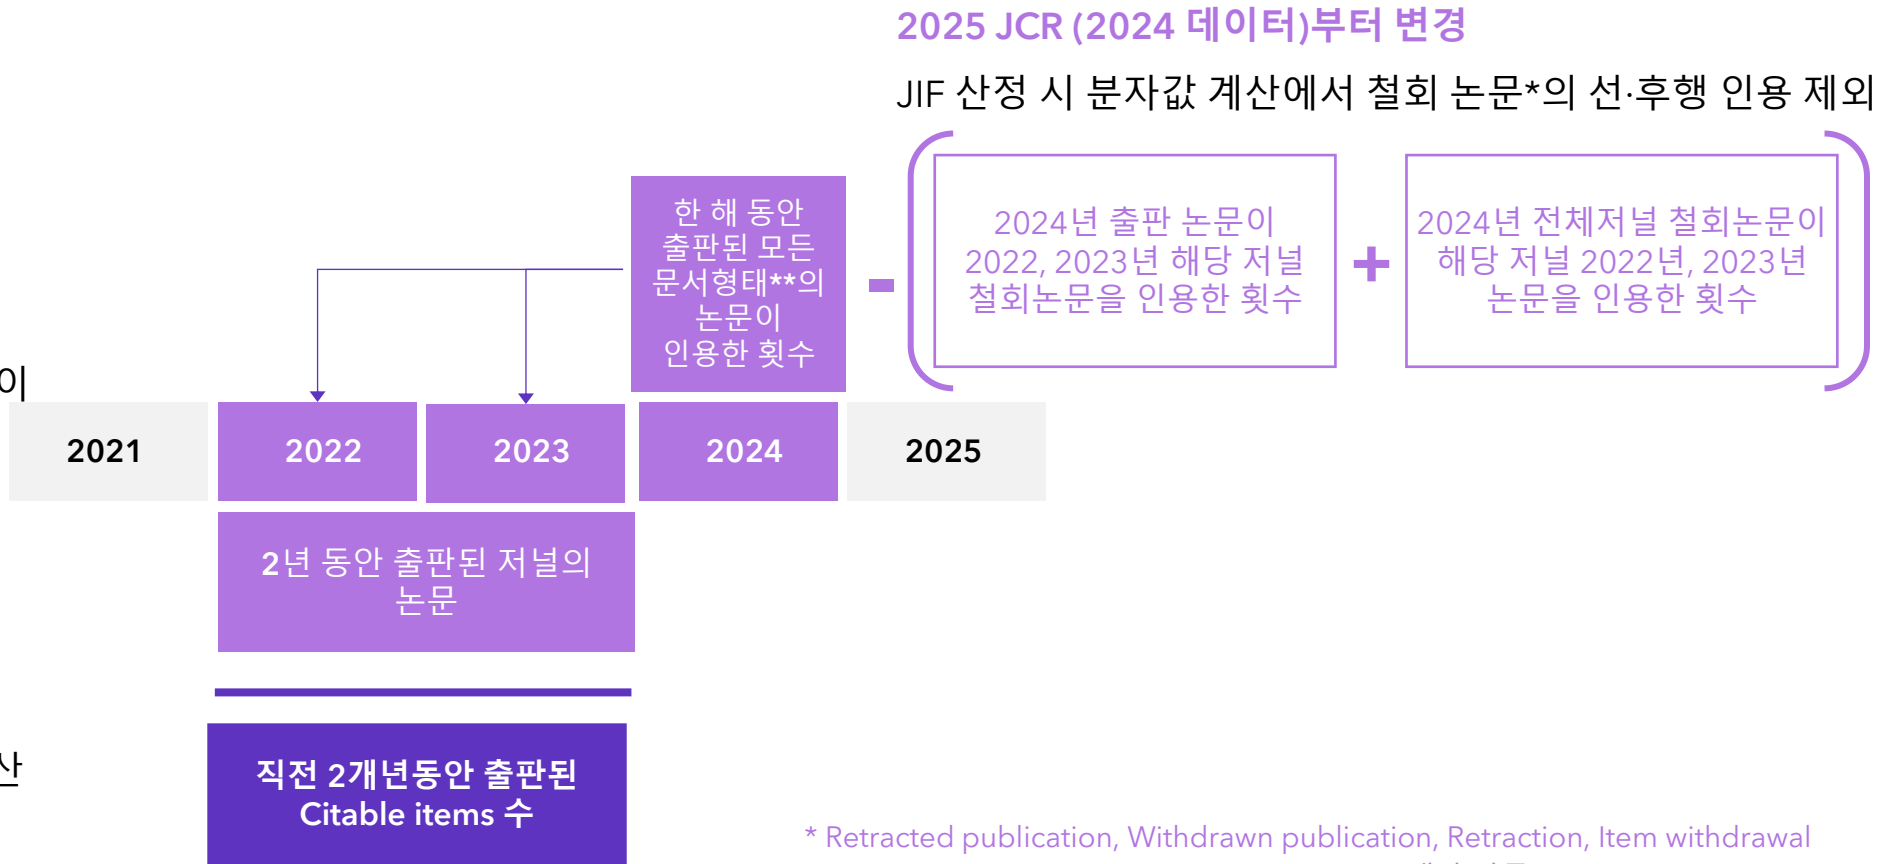 2025 JCR (2024 데이터)부터 변경
JIF 산정 시 분자값 계산에서 철회 논문*의 선·후행 인용 제외
한 해 동안
출판된 모든
문서형태**의
논문이
인용한 횟수
-
2024년 출판 논문이
2022, 2023년 해당 저널
철회논문을 인용한 횟수
+
2024년 전체저널 철회논문이
해당 저널 2022년, 2023년
논문을 인용한 횟수
이
2021
2022
2023
2024
2025
2년 동안 출판된 저널의
논문
직전 2개년동안 출판된
Citable items 수
* Retracted publication, Withdrawn publication, Retraction, Item withdrawal